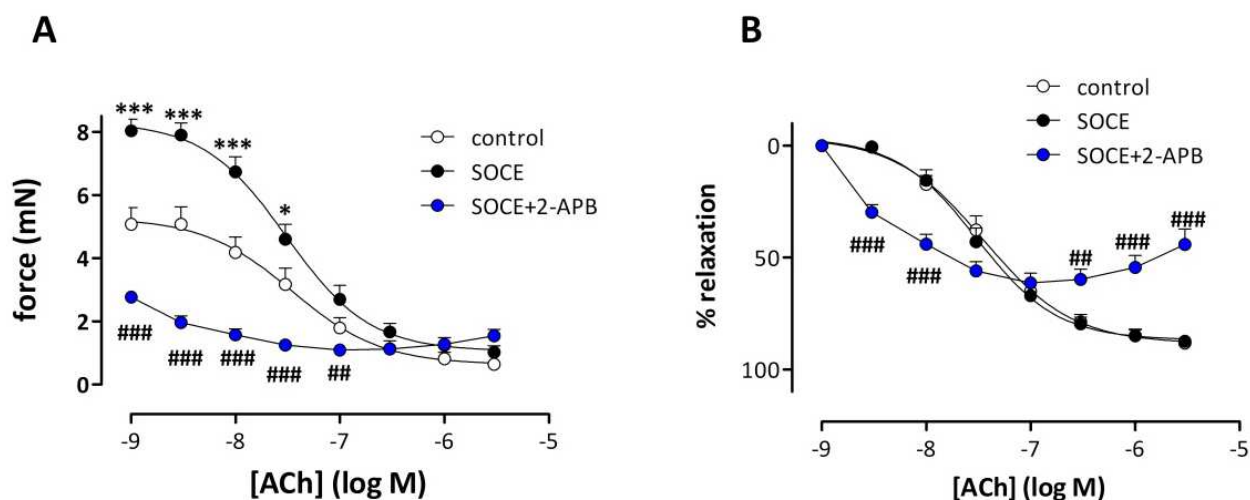 A
***
***
***
*
8
6
4
2
0
force (mN)
control
SOCE
SOCE+2-APB
###
###
###
###
##
-9
-8
-7
-6
-5
[ACh] (log M)
B
control
SOCE
SOCE+2-APB
0
50
100
% relaxation
###
###
##
###
###
-9
-8
-7
-6
-5
[ACh] (log M)